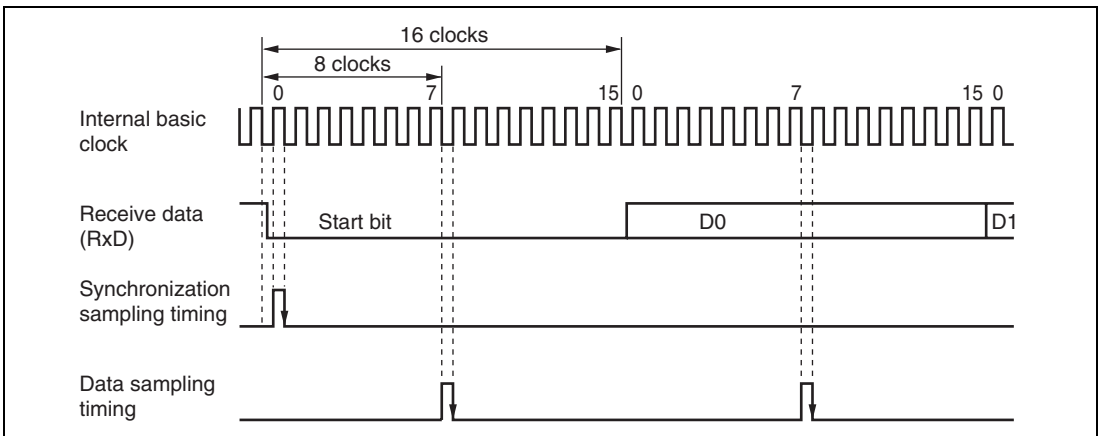 16 clocks
8 clocks
0 7 15 0 7 15 0
Internal basic
clock
Receive data
(RxD)
Start bit D0 D1
Synchronization
sampling timing
Data sampling
timing